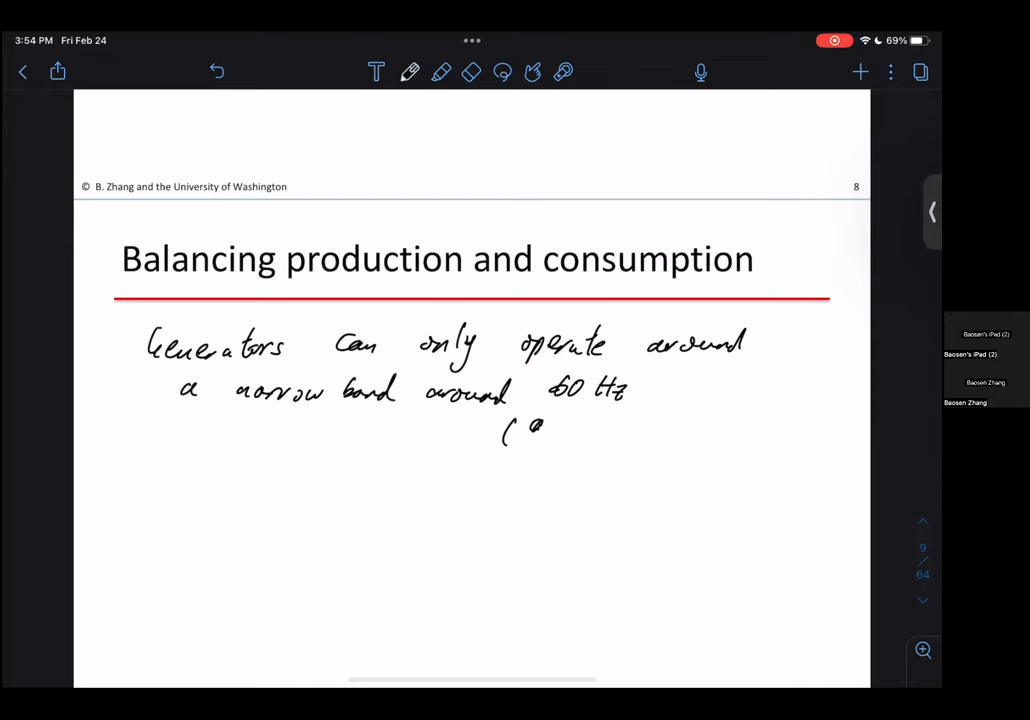 3:54 PM Fri Feb 24
69%
© B. Zhang and the University of Washington
8
Balancing production and consumption
Generators can only operate around
a narrow band around 60 Hz
(
Baosen's iPad (2)
Baosen's iPad (2)
Baosen Zhang
Baosen Zhang
9
/
64